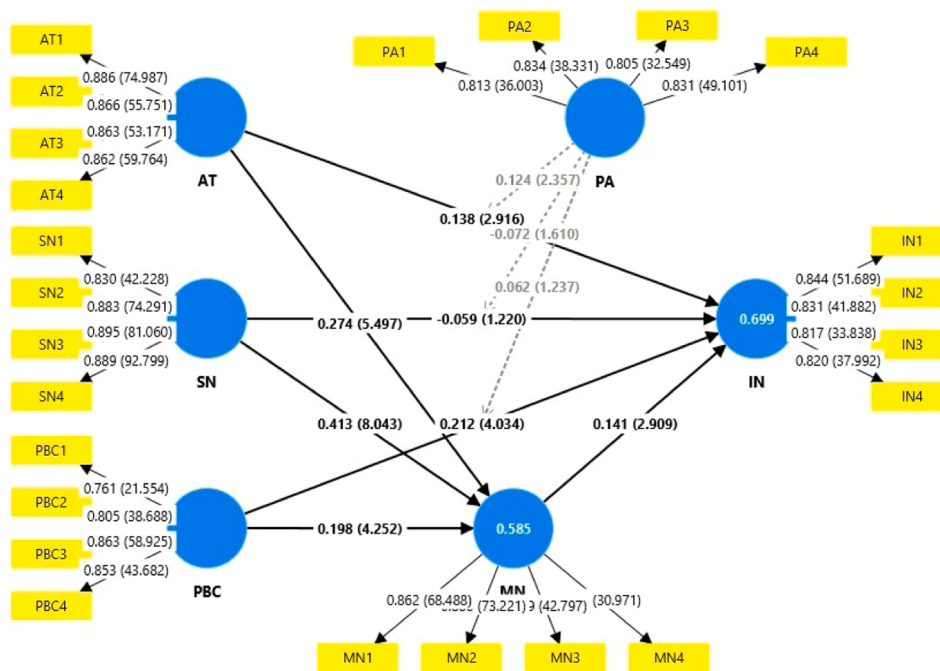 AT1
0.886 (74.987)
AT2
0.866 (55.751)
0.863 (53.171)
AT3
0.862 (59.764)
AT4
AT
PA1
PA2
PA3
PA4
0.813 (36.003)
0.834 (38.331)
0.805 (32.549)
0.831 (49.101)
PA
0.124 (2.357)
0.138 (2.916)
-0.072 (1.610)
0.062 (1.237)
SN1
0.830 (42.228)
SN2
0.883 (74.291)
0.895 (81.060)
SN3
0.889 (92.799)
SN4
SN
0.274 (5.497)
-0.059 (1.220)
0.699
IN
IN1
0.844 (51.689)
0.831 (41.882)
IN2
0.817 (33.838)
IN3
0.820 (37.992)
IN4
0.413 (8.043)
0.212 (4.034)
0.141 (2.909)
PBC1
0.761 (21.554)
PBC2
0.805 (38.688)
0.863 (58.925)
PBC3
0.853 (43.682)
PBC4
PBC
0.198 (4.252)
0.585
MN
0.862 (68.488)
(73.221)
(42.797)
(30.971)
MN1
MN2
MN3
MN4